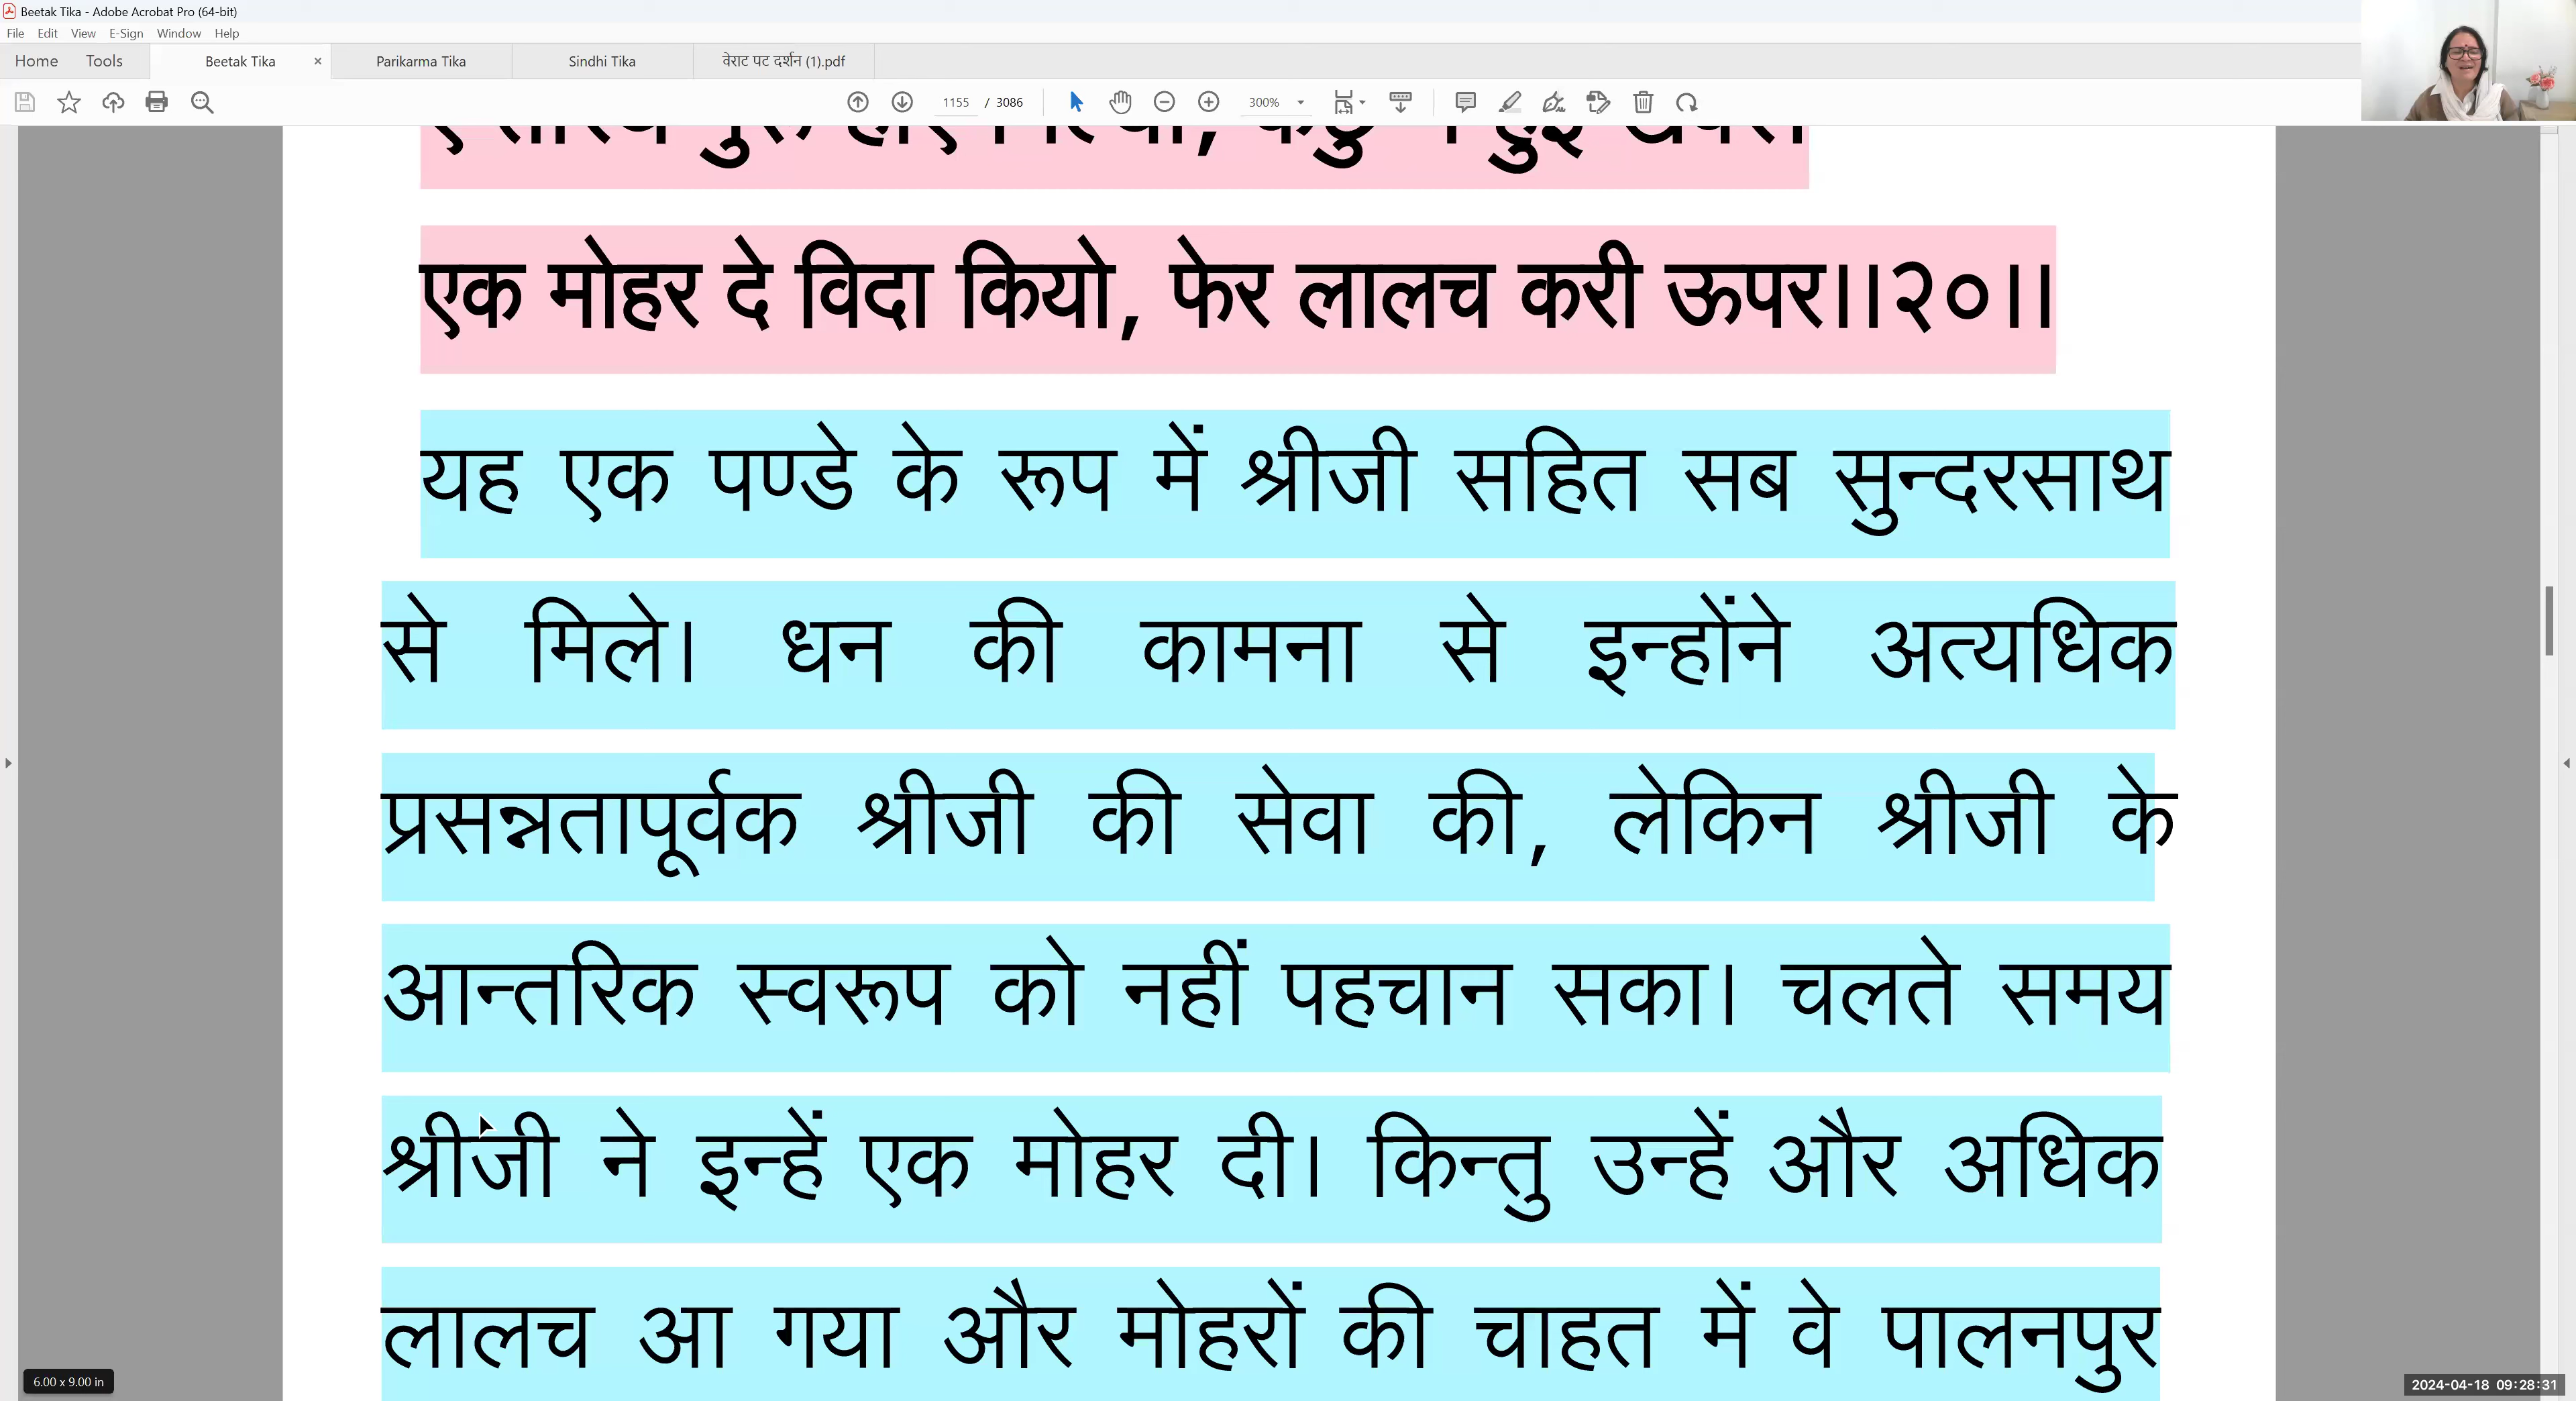 Beetak Tika - Adobe Acrobat Pro (64-bit)
File Edit View E-Sign Window Help
Home Tools Beetak Tika × Parikarma Tika Sindhi Tika वेराट पट दर्शन (1).pdf
1155 / 3086 300%
एक मोहर दे विदा कियो, फेर लालच करी ऊपर।।२०।।
यह एक पण्डे के रूप में श्रीजी सहित सब सुन्दरसाथ
से मिले। धन की कामना से इन्होंने अत्यधिक
प्रसन्नतापूर्वक श्रीजी की सेवा की, लेकिन श्रीजी के
आन्तरिक स्वरूप को नहीं पहचान सका। चलते समय
श्रीजी ने इन्हें एक मोहर दी। किन्तु उन्हें और अधिक
लालच आ गया और मोहरों की चाहत में वे पालनपुर
6.00 x 9.00 in
2024-04-18 09:28:31